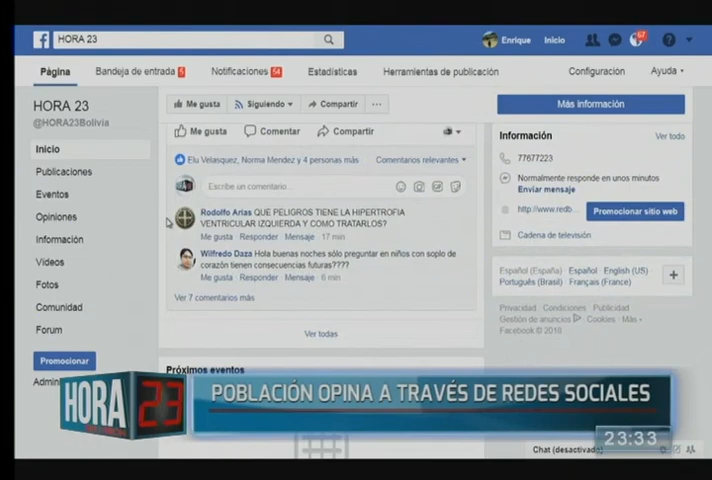 HORA 23
Enrique
Inicio
67
Página
Bandeja de entrada 5
Notificaciones 54
Estadísticas
Herramientas de publicación
Configuración
Ayuda
HORA 23
@HORA23Bolivia
Inicio
Publicaciones
Eventos
Opiniones
Información
Vídeos
Fotos
Comunidad
Forum
Promocionar
Me gusta
Siguiendo
Compartir
Me gusta
Comentar
Compartir
Elu Velasquez, Norma Mendez y 4 personas más
Comentarios relevantes
Escribe un comentario...
Rodolfo Arias QUE PELIGROS TIENE LA HIPERTROFIA
VENTRICULAR IZQUIERDA Y COMO TRATARLOS?
Me gusta · Responder · Mensaje · 17 min
Wilfredo Daza Hola buenas noches sólo preguntar en niños con soplo de
corazón tienen consecuencias futuras????
Me gusta · Responder · Mensaje · 6 min
Ver 7 comentarios más
Ver todas
Próximos eventos
Más información
Información
Ver todo
77677223
Normalmente responde en unos minutos
Enviar mensaje
http://www.redb...
Promocionar sitio web
Cadena de televisión
Español (España) · Español · English (US) ·
Português (Brasil) · Français (France)
Privacidad · Condiciones · Publicidad ·
Gestión de anuncios · Cookies · Más
Facebook © 2018
HORA 23
POBLACIÓN OPINA A TRAVÉS DE REDES SOCIALES
23:33
Chat (desactivado)